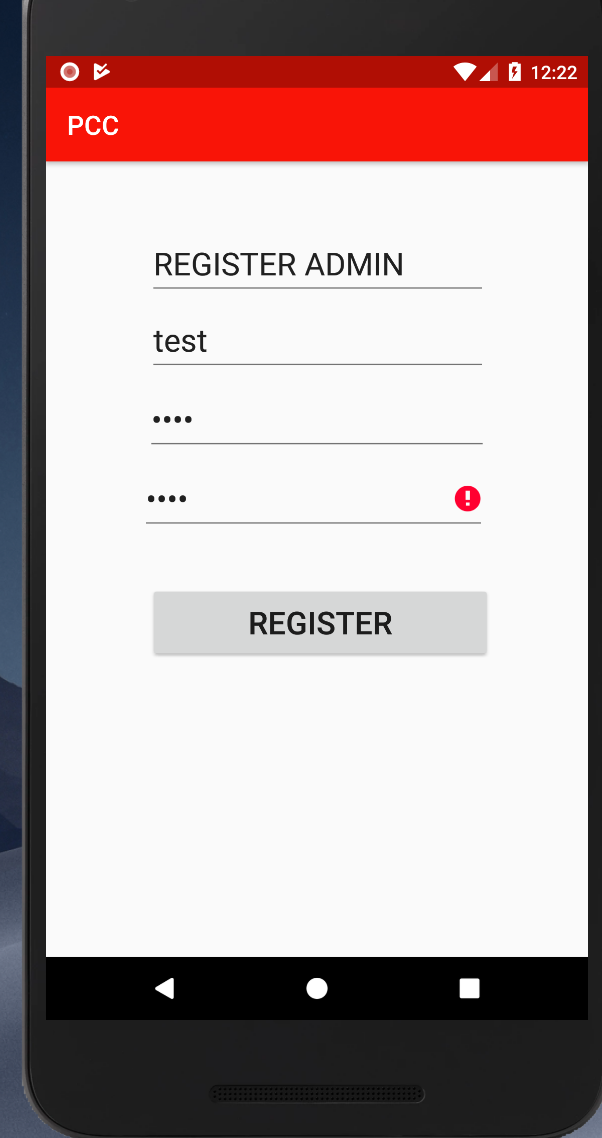 12:22
PCC
REGISTER ADMIN
test
••••
••••
REGISTER